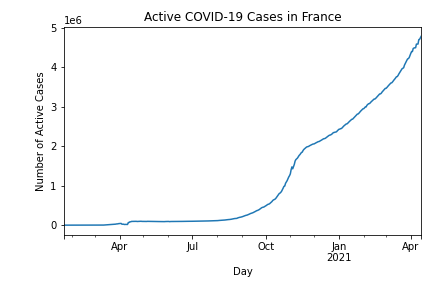 Active COVID-19 Cases in France
1e6
5
4
3
2
1
0
Number of Active Cases
Apr
Jul
Oct
Jan
2021
Apr
Day